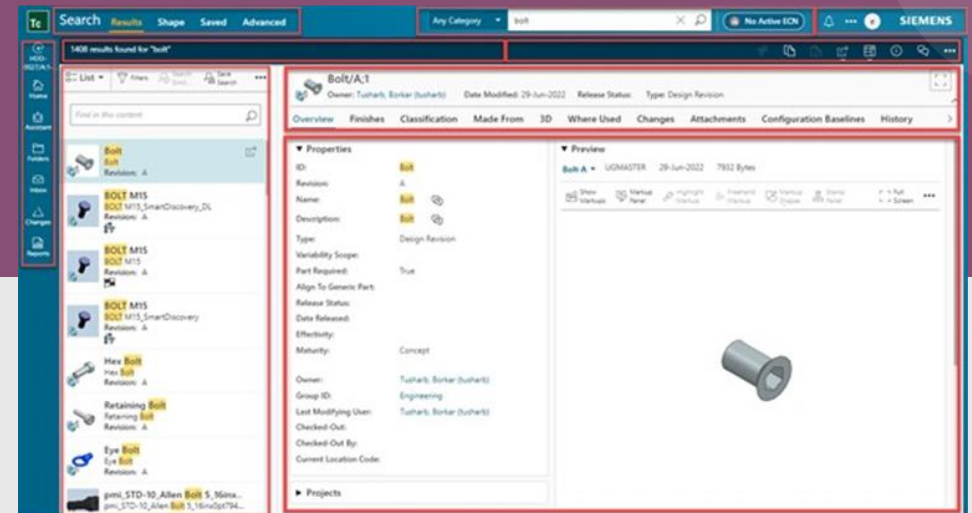 Tc
Search Results Shape Saved Advanced
Any Category bolt No Active ECN SIEMENS
1408 results found for "bolt"
Home
Assistant
Folders
Inbox
Changes
Reports
List Filters Save Search
Find in this content
Bolt
Bolt
Revision: A
BOLT M15
BOLT M15_SmartDiscovery_DL
Revision: A
BOLT M15
BOLT M15
Revision: A
BOLT M15
BOLT M15_SmartDiscovery
Revision: A
Hex Bolt
Hex Bolt
Revision: A
Retaining Bolt
Retaining Bolt
Revision: A
Eye Bolt
Eye Bolt
Revision: A
pmi_STD-10_Allen Bolt 5_16inx...
pmi_STD-10_Allen Bolt 5_16inx0pt794...
Bolt/A;1
Owner: Tusharb, Borkar (tusharb) Date Modified: 29-Jun-2022 Release Status: Type: Design Revision
Overview Finishes Classification Made From 3D Where Used Changes Attachments Configuration Baselines History
Properties
ID: Bolt
Revision: A
Name: Bolt
Description: Bolt
Type: Design Revision
Variability Scope:
Part Required: True
Align To Generic Part:
Release Status:
Date Released:
Effectivity:
Maturity: Concept
Owner: Tusharb, Borkar (tusharb)
Group ID: Engineering
Last Modifying User: Tusharb, Borkar (tusharb)
Checked-Out:
Checked-Out By:
Current Location Code:
Projects
Preview
Bolt A UGMASTER 29-Jun-2022 7932 Bytes
Show Markups Markup Panel Highlight Markup Freehand Markup Markup Shapes Stamp Panel Full Screen